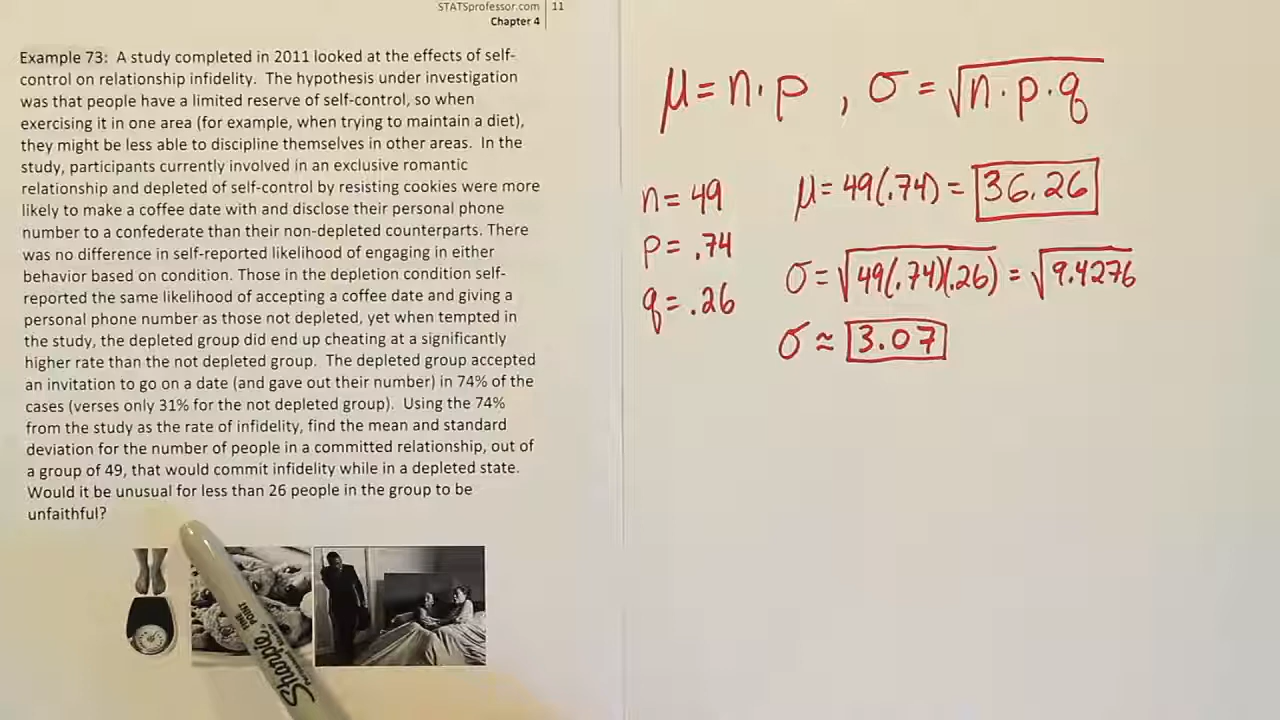 STATSprofessor.com 11
Chapter 4
Example 73: A study completed in 2011 looked at the effects of self-
control on relationship infidelity. The hypothesis under investigation
was that people have a limited reserve of self-control, so when
exercising it in one area (for example, when trying to maintain a diet),
they might be less able to discipline themselves in other areas. In the
study, participants currently involved in an exclusive romantic
relationship and depleted of self-control by resisting cookies were more
likely to make a coffee date with and disclose their personal phone
number to a confederate than their non-depleted counterparts. There
was no difference in self-reported likelihood of engaging in either
behavior based on condition. Those in the depletion condition self-
reported the same likelihood of accepting a coffee date and giving a
personal phone number as those not depleted, yet when tempted in
the study, the depleted group did end up cheating at a significantly
higher rate than the not depleted group. The depleted group accepted
an invitation to go on a date (and gave out their number) in 74% of the
cases (verses only 31% for the not depleted group). Using the 74%
from the study as the rate of infidelity, find the mean and standard
deviation for the number of people in a committed relationship, out of
a group of 49, that would commit infidelity while in a depleted state.
Would it be unusual for less than 26 people in the group to be
unfaithful?
μ = n·p , σ = √n·p·q
n = 49
p = .74
q = .26
μ = 49(.74) = 36.26
σ = √49(.74)(.26) = √9.4276
σ ≈ 3.07
Sharpie
FINE POINT